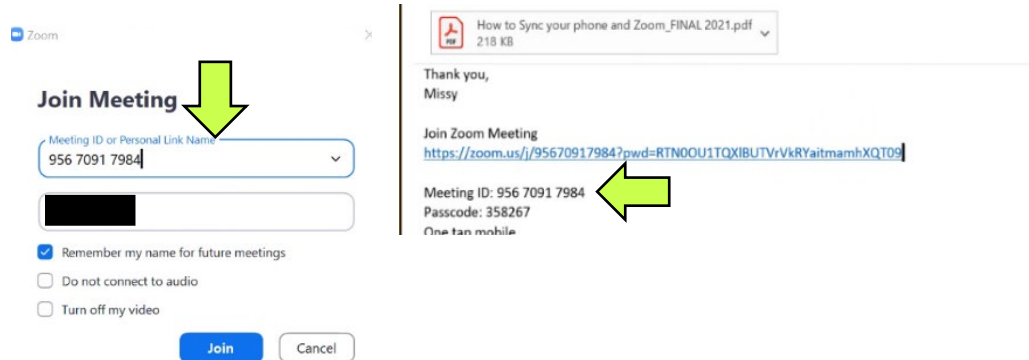 Zoom
Join Meeting
Meeting ID or Personal Link Name
956 7091 7984
Remember my name for future meetings
Do not connect to audio
Turn off my video
Join Cancel
PDF
How to Sync your phone and Zoom_FINAL 2021.pdf
218 KB
Thank you,
Missy
Join Zoom Meeting
https://zoom.us/j/95670917984?pwd=RTN0OU1TQXlBUTVrVkRYaitmamhXQT09
Meeting ID: 956 7091 7984
Passcode: 358267
One tap mobile